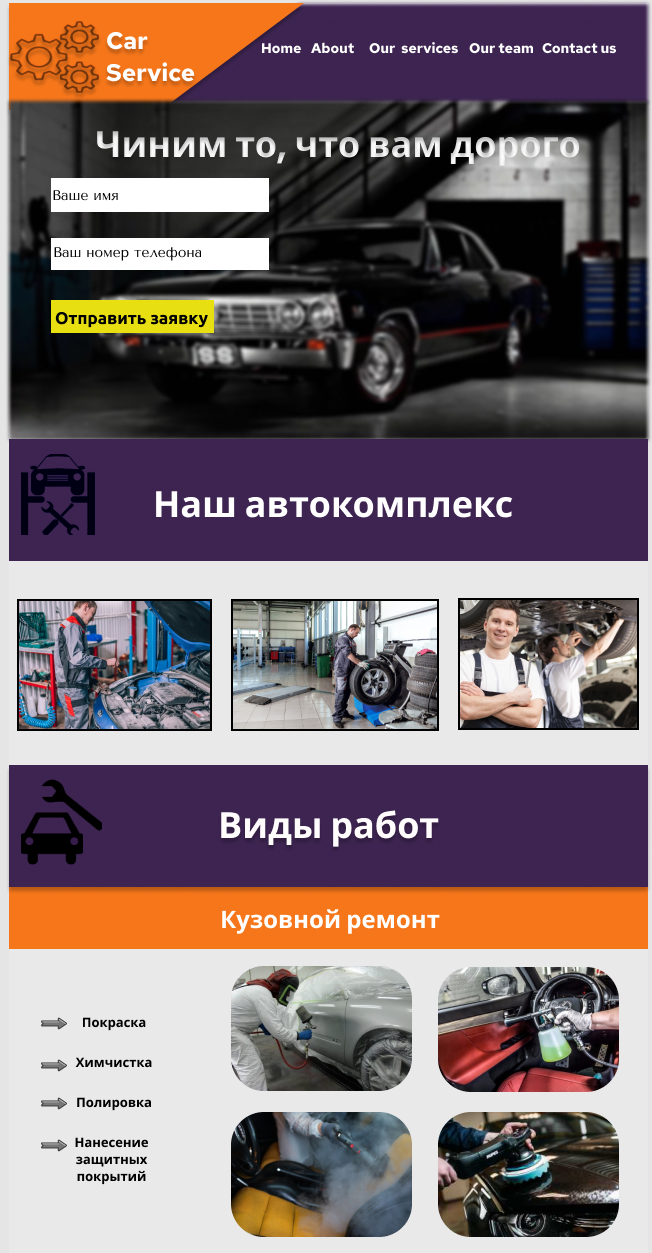 Car
Service
Home About Our services Our team Contact us
Чиним то, что вам дорого
Ваше имя
Ваш номер телефона
Отправить заявку
SS
Наш автокомплекс
Виды работ
Кузовной ремонт
Покраска
Химчистка
Полировка
Нанесение
защитных
покрытий